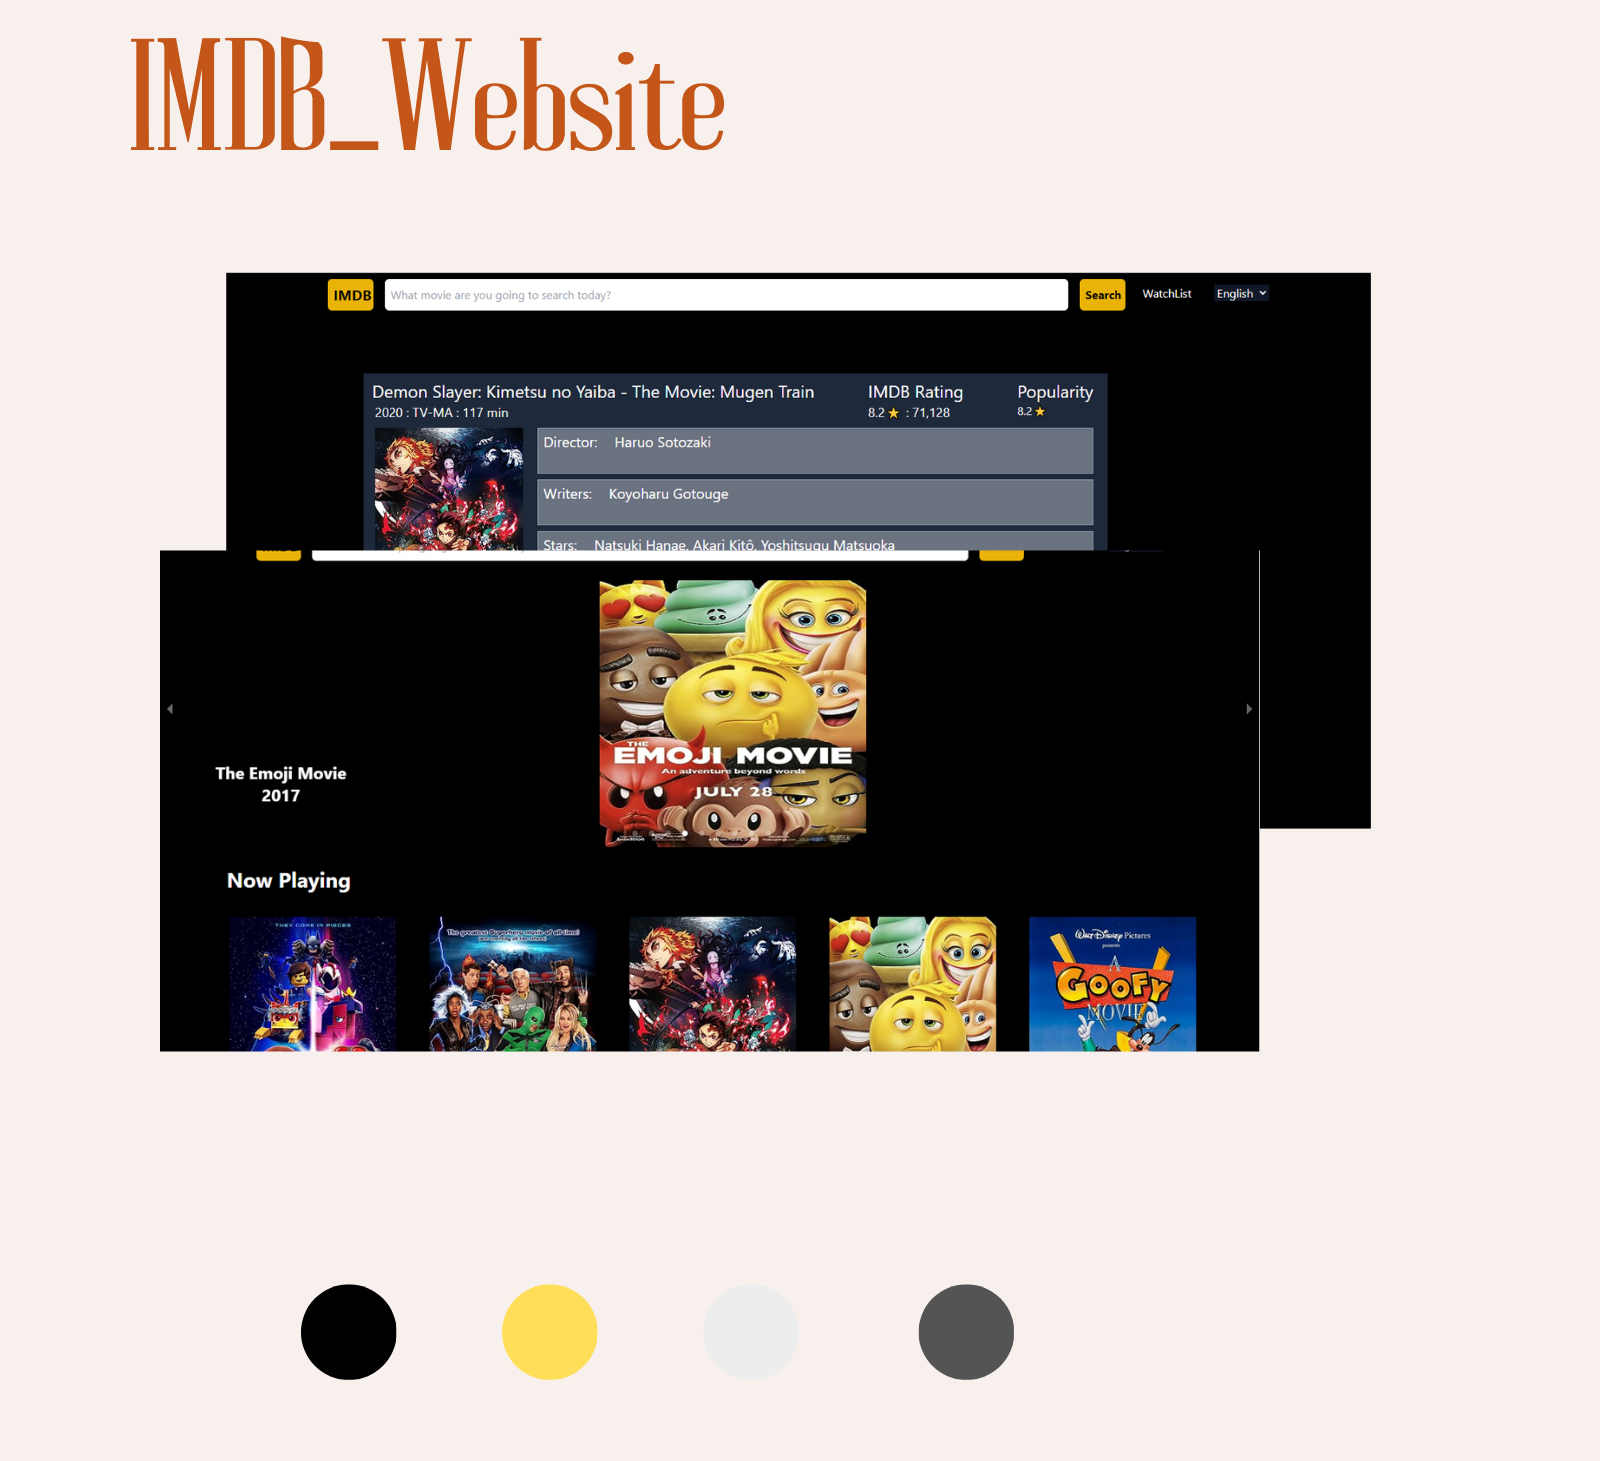 IMDB_Website
IMDB What movie are you going to search today? Search WatchList English
Demon Slayer: Kimetsu no Yaiba - The Movie: Mugen Train IMDB Rating Popularity
2020 : TV-MA : 117 min 8.2 ★ : 71,128 8.2 ★
Director: Haruo Sotozaki
Writers: Koyoharu Gotouge
Stars: Natsuki Hanae, Akari Kitô, Yoshitsugu Matsuoka
THE
EMOJI MOVIE
An adventure beyond words
JULY 28
The Emoji Movie
2017
Now Playing
THEY COME IN PIECES
The greatest Superhero movie of all time!
WALT DISNEY Pictures
presents
A
GOOFY
MOVIE